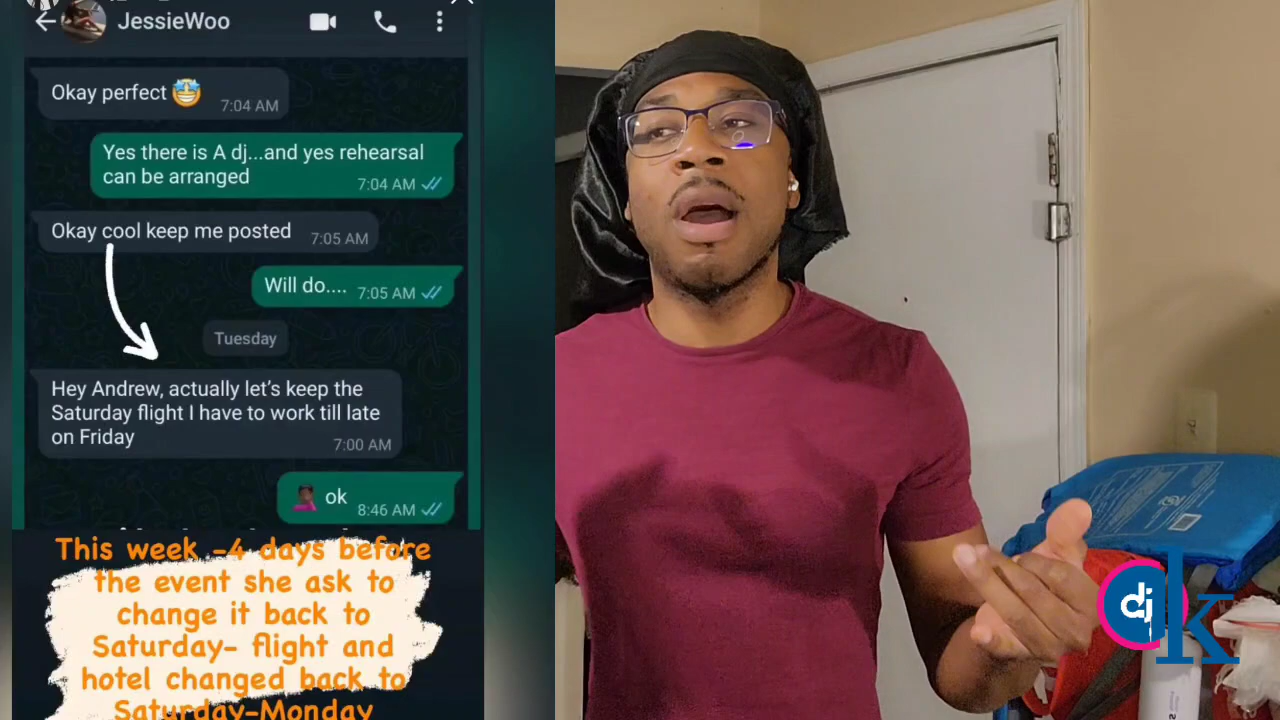 JessieWoo
Okay perfect 🤩
7:04 AM
Yes there is A dj...and yes rehearsal
can be arranged
7:04 AM
Okay cool keep me posted
7:05 AM
Will do....
7:05 AM
Tuesday
Hey Andrew, actually let's keep the
Saturday flight I have to work till late
on Friday
7:00 AM
ok
8:46 AM
This week -4 days before
the event she ask to
change it back to
Saturday- flight and
hotel changed back to
Saturday-Monday
dj
k